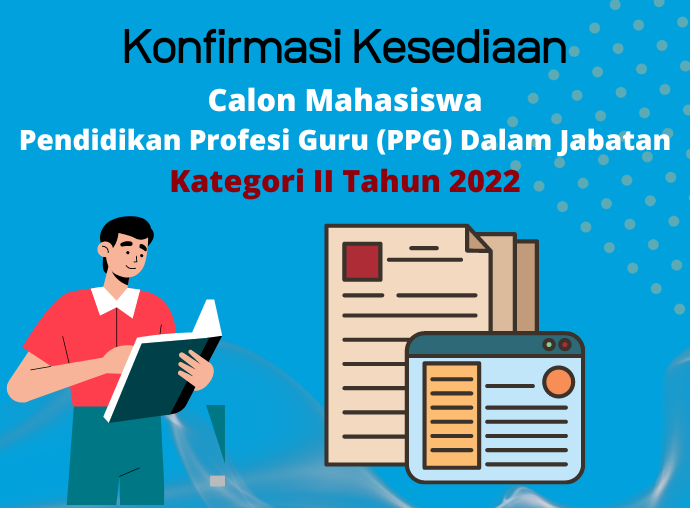 Konfirmasi Kesediaan
Calon Mahasiswa
Pendidikan Profesi Guru (PPG) Dalam Jabatan
Kategori II Tahun 2022